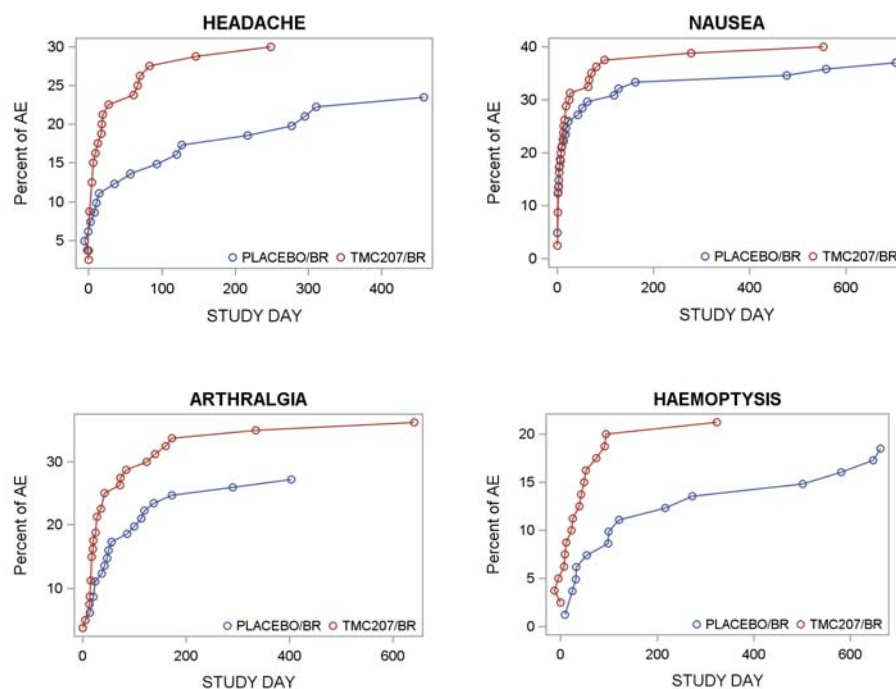 HEADACHE
Percent of AE
30
25
20
15
10
5
PLACEBO/BR TMC207/BR
0 100 200 300 400
STUDY DAY
NAUSEA
Percent of AE
40
30
20
10
0
PLACEBO/BR TMC207/BR
0 200 400 600
STUDY DAY
ARTHRALGIA
Percent of AE
30
20
10
PLACEBO/BR TMC207/BR
0 200 400 600
STUDY DAY
HAEMOPTYSIS
Percent of AE
20
15
10
5
0
PLACEBO/BR TMC207/BR
0 200 400 600
STUDY DAY